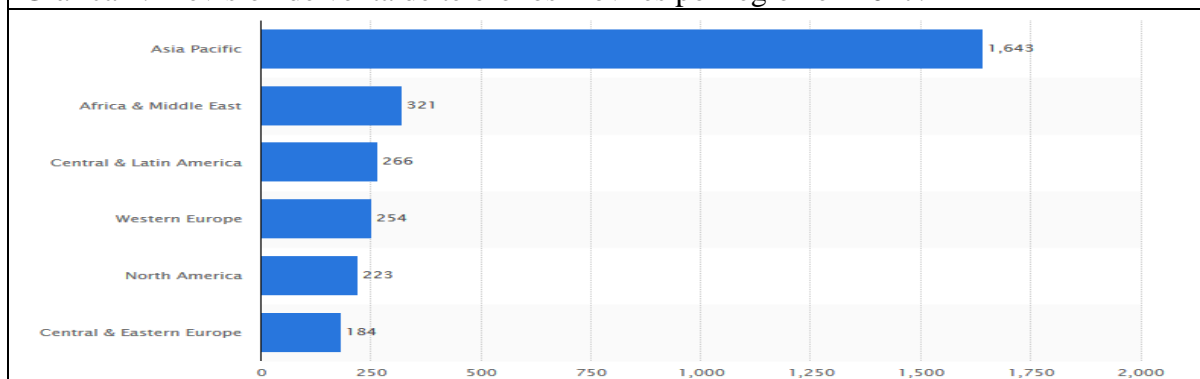 Asia Pacific 1,643
Africa & Middle East 321
Central & Latin America 266
Western Europe 254
North America 223
Central & Eastern Europe 184
0 250 500 750 1,000 1,250 1,500 1,750 2,000